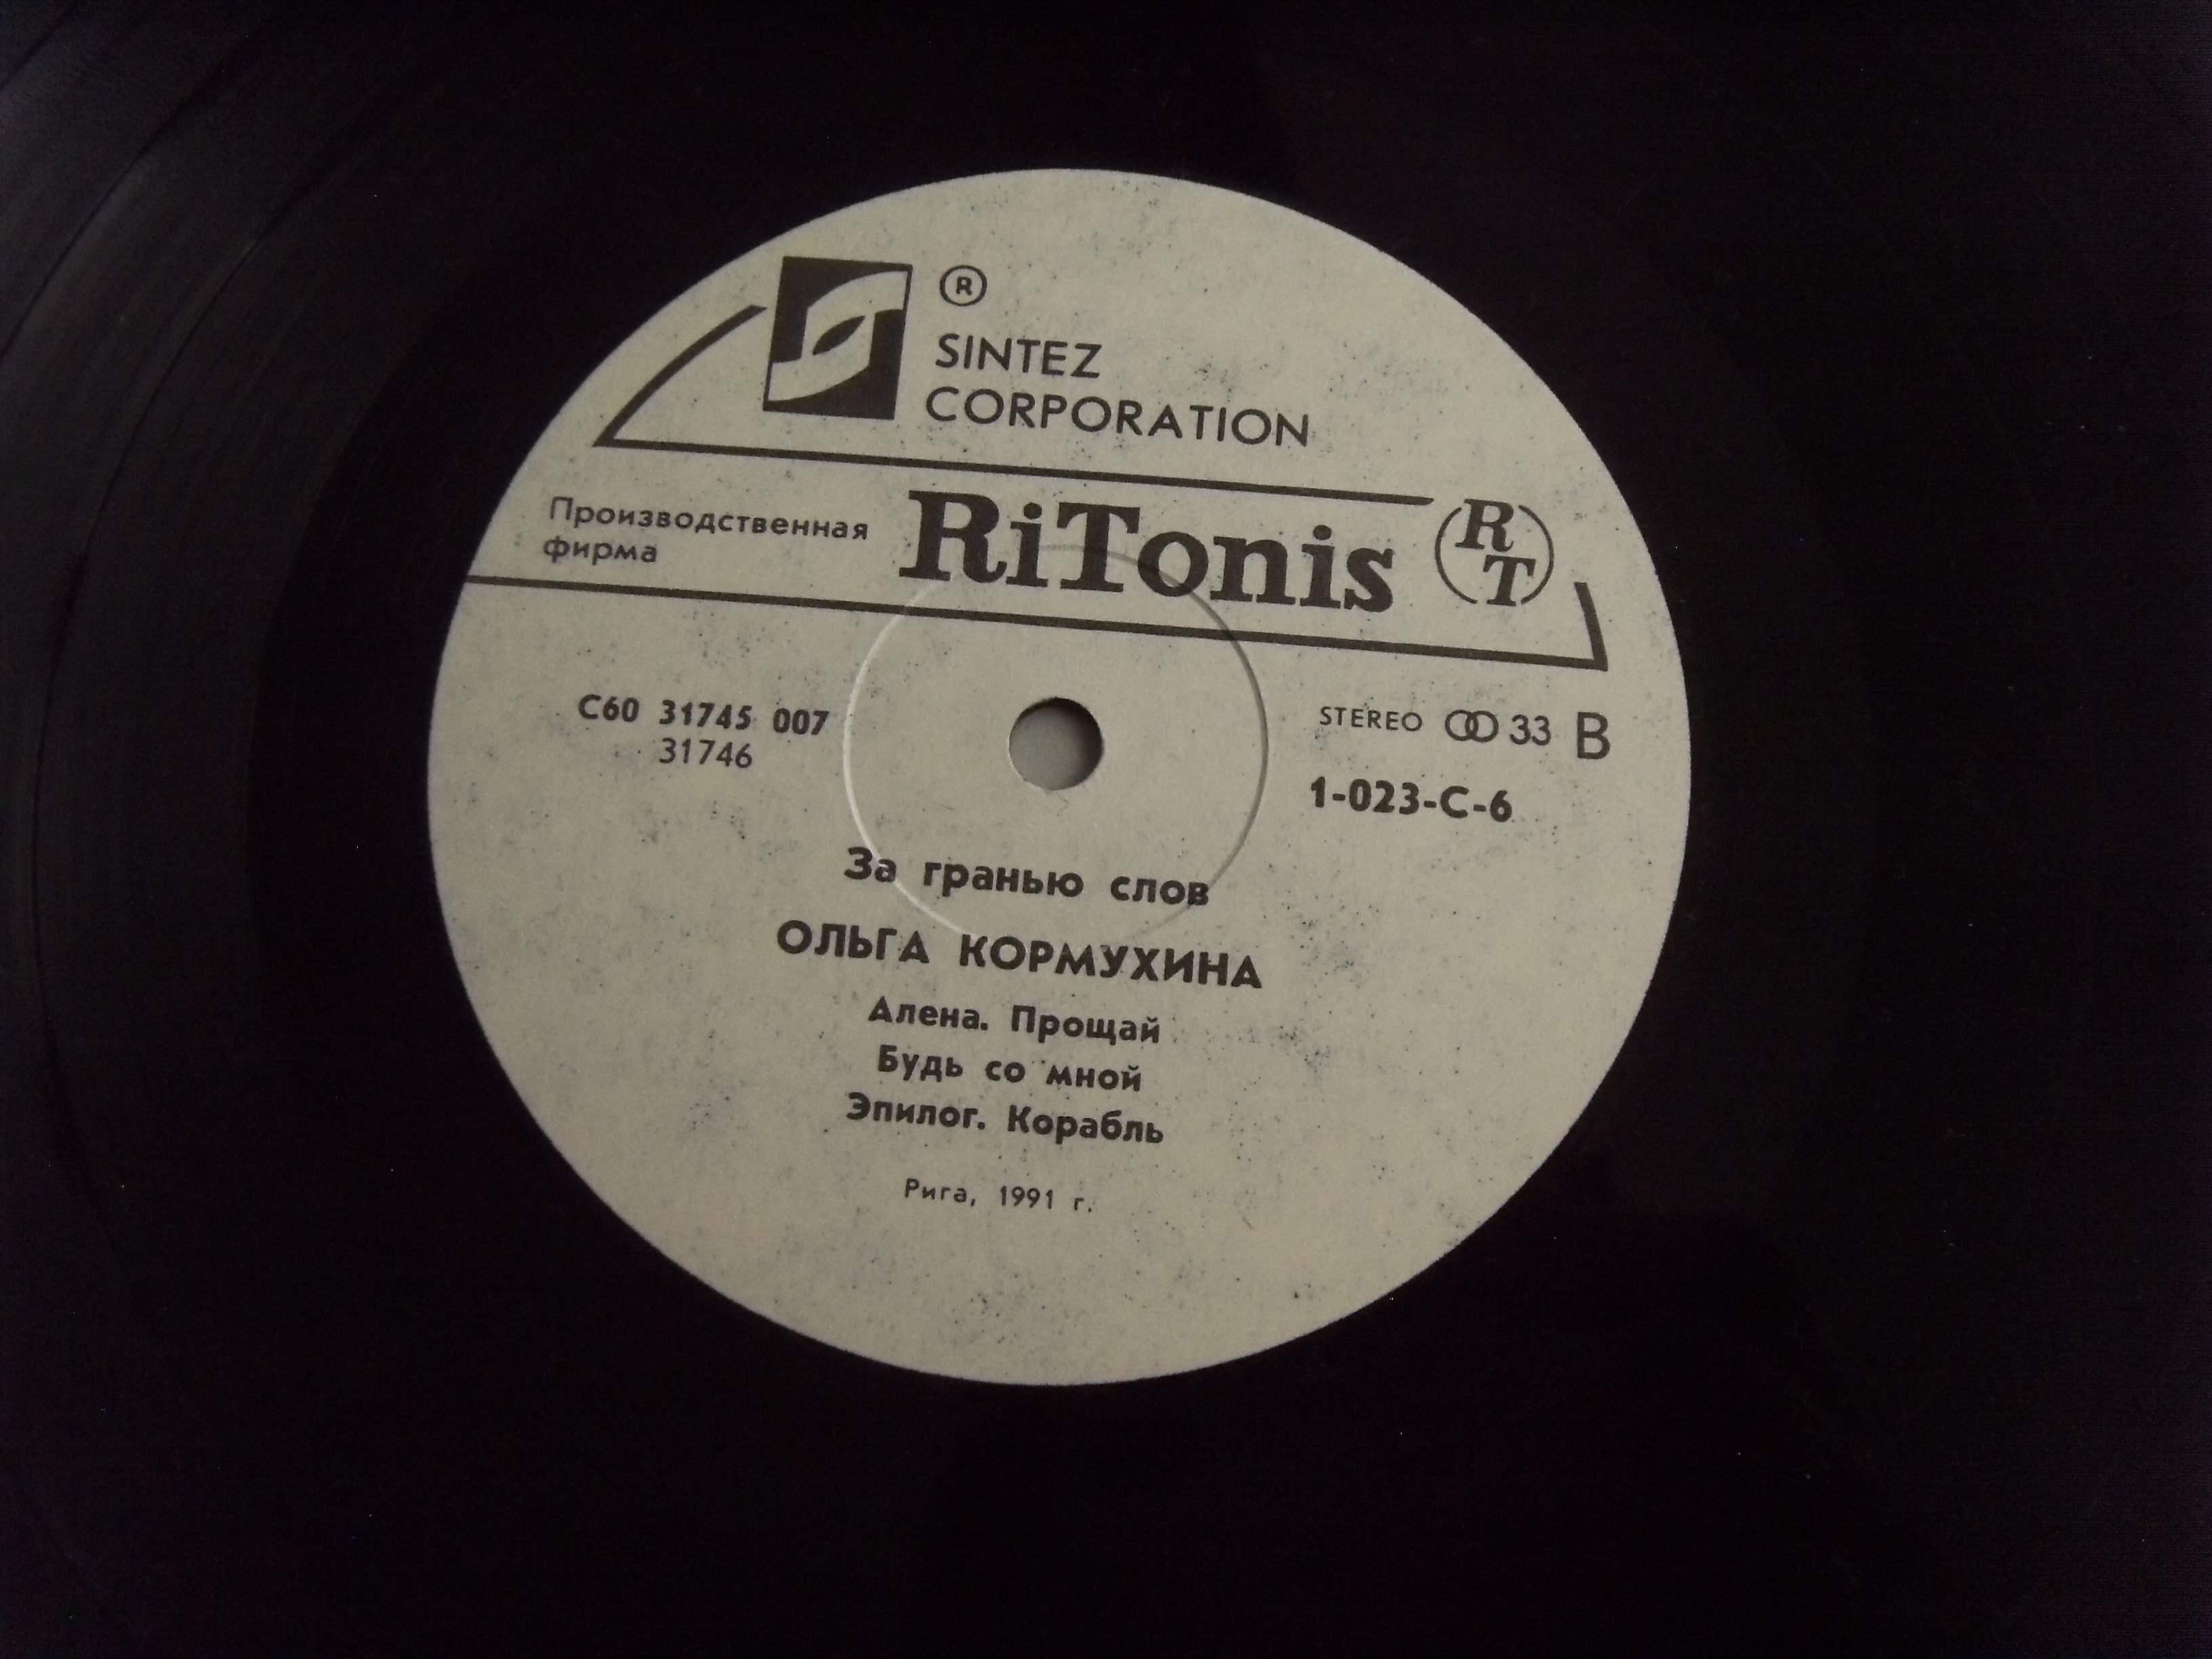 ®
SINTEZ
CORPORATION
Производственная
фирма
RiTonis
RT
С60 31745 007
31746
STEREO 33 B
1-023-С-6
За гранью слов
ОЛЬГА КОРМУХИНА
Алена. Прощай
Будь со мной
Эпилог. Корабль
Рига, 1991 г.